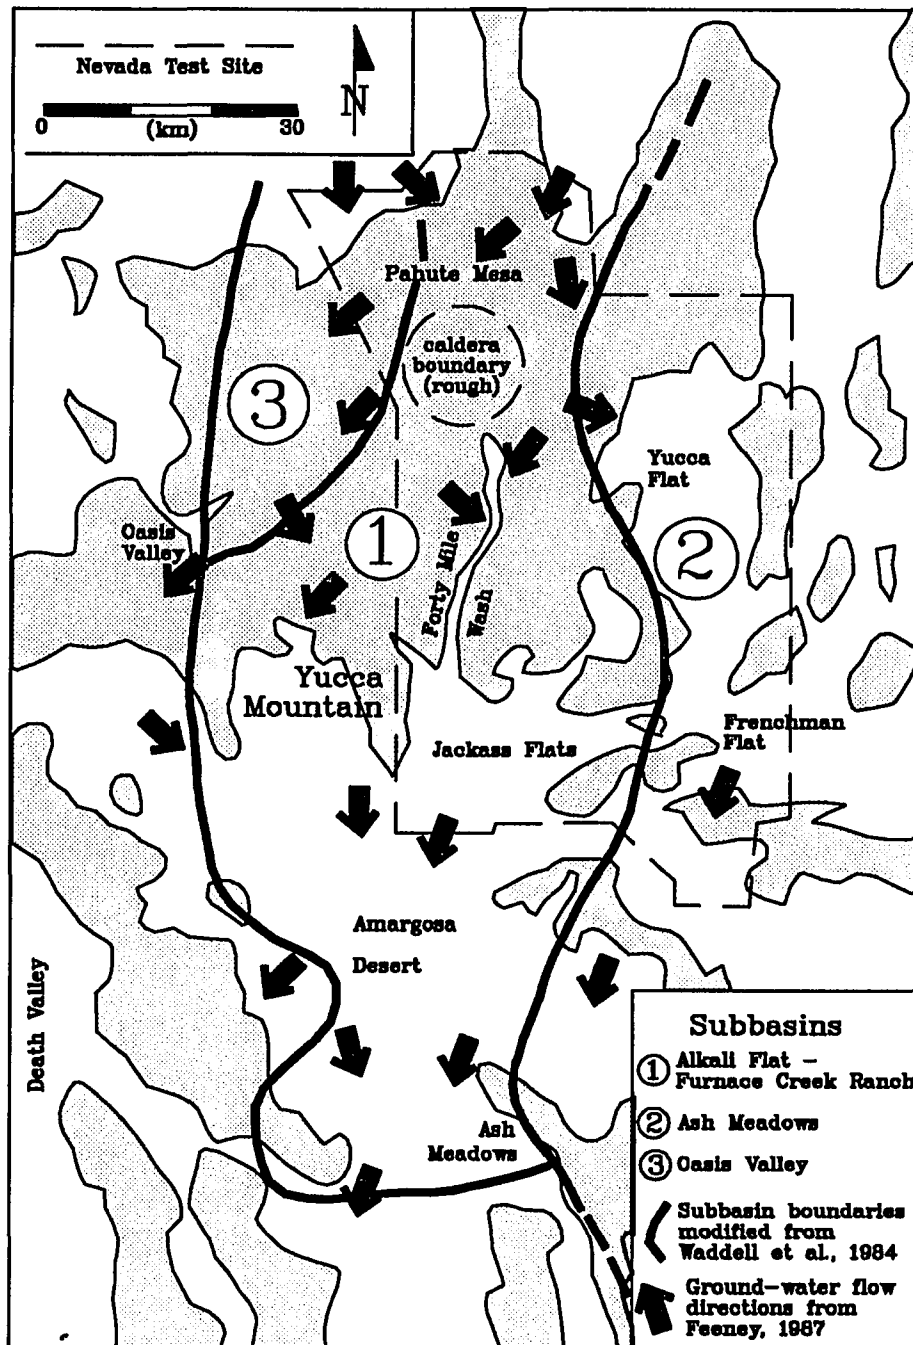 Nevada Test Site
0 (km) 30
N
Pahute Mesa
caldera
boundary
(rough)
3
Yucca
Flat
Oasis
Valley
1
2
Forty Mile
Wash
Yucca
Mountain
Frenchman
Flat
Jackass Flats
Amargosa
Desert
Death Valley
Ash
Meadows
Subbasins
1 Alkali Flat –
Furnace Creek Ranch
2 Ash Meadows
3 Oasis Valley
Subbasin boundaries
modified from
Waddell et al., 1984
Ground–water flow
directions from
Feeney, 1987